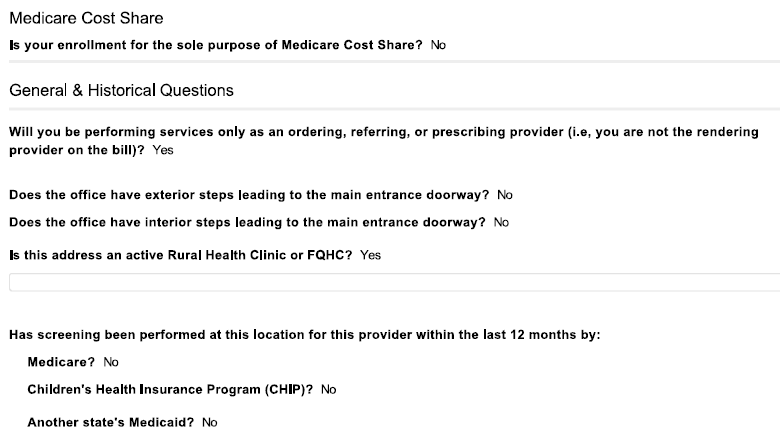 Medicare Cost Share
Is your enrollment for the sole purpose of Medicare Cost Share? No
General & Historical Questions
Will you be performing services only as an ordering, referring, or prescribing provider (i.e, you are not the rendering
provider on the bill)? Yes
Does the office have exterior steps leading to the main entrance doorway? No
Does the office have interior steps leading to the main entrance doorway? No
Is this address an active Rural Health Clinic or FQHC? Yes
Has screening been performed at this location for this provider within the last 12 months by:
Medicare? No
Children's Health Insurance Program (CHIP)? No
Another state's Medicaid? No